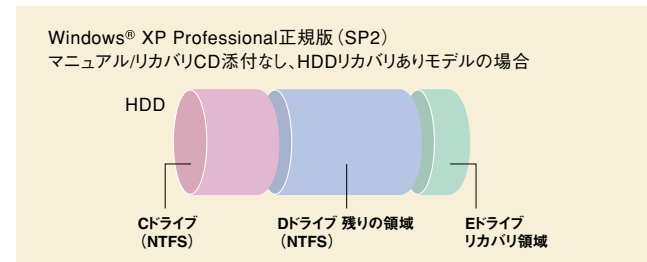 Windows® XP Professional正規版（SP2）
マニュアル/リカバリCD添付なし、HDDリカバリありモデルの場合
HDD
Cドライブ
（NTFS）
Dドライブ 残りの領域
（NTFS）
Eドライブ
リカバリ領域